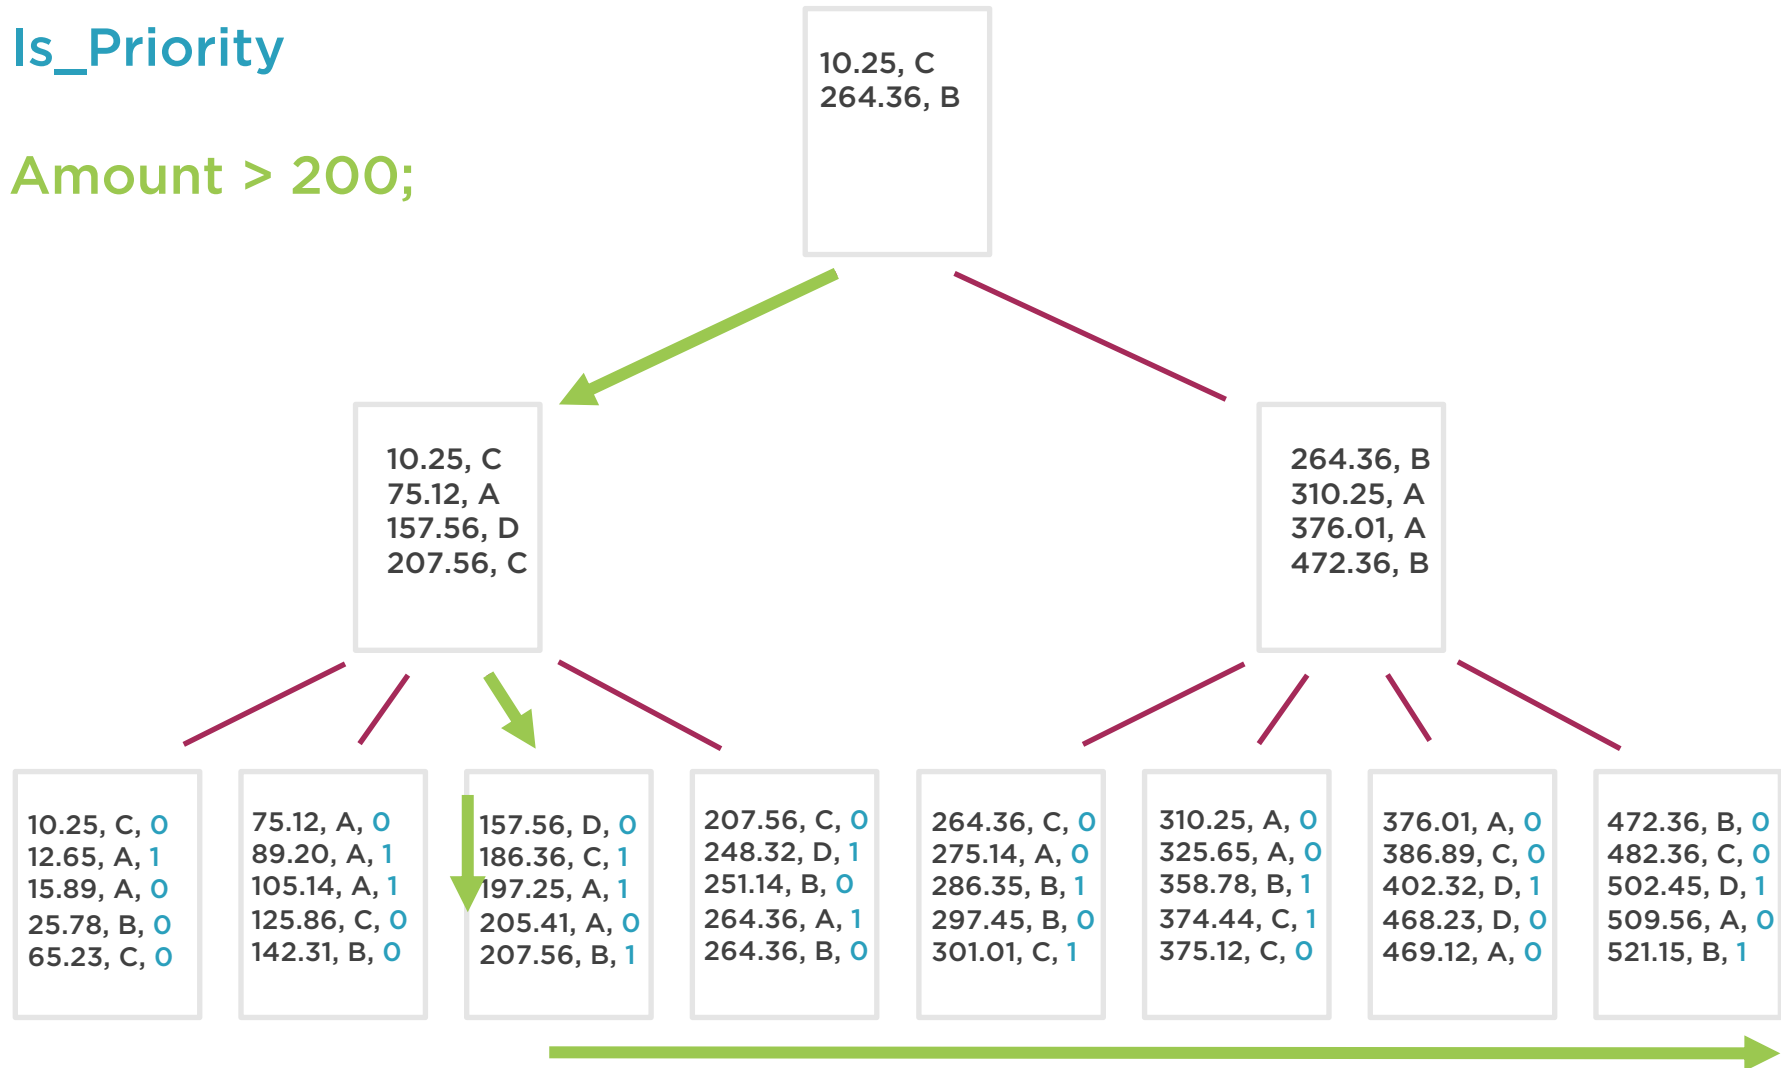 Is_Priority
Amount > 200;
10.25, C
264.36, B
10.25, C
75.12, A
157.56, D
207.56, C
264.36, B
310.25, A
376.01, A
472.36, B
10.25, C, 0
12.65, A, 1
15.89, A, 0
25.78, B, 0
65.23, C, 0
75.12, A, 0
89.20, A, 1
105.14, A, 1
125.86, C, 0
142.31, B, 0
157.56, D, 0
186.36, C, 1
197.25, A, 1
205.41, A, 0
207.56, B, 1
207.56, C, 0
248.32, D, 1
251.14, B, 0
264.36, A, 1
264.36, B, 0
264.36, C, 0
275.14, A, 0
286.35, B, 1
297.45, B, 0
301.01, C, 1
310.25, A, 0
325.65, A, 0
358.78, B, 1
374.44, C, 1
375.12, C, 0
376.01, A, 0
386.89, C, 0
402.32, D, 1
468.23, D, 0
469.12, A, 0
472.36, B, 0
482.36, C, 0
502.45, D, 1
509.56, A, 0
521.15, B, 1